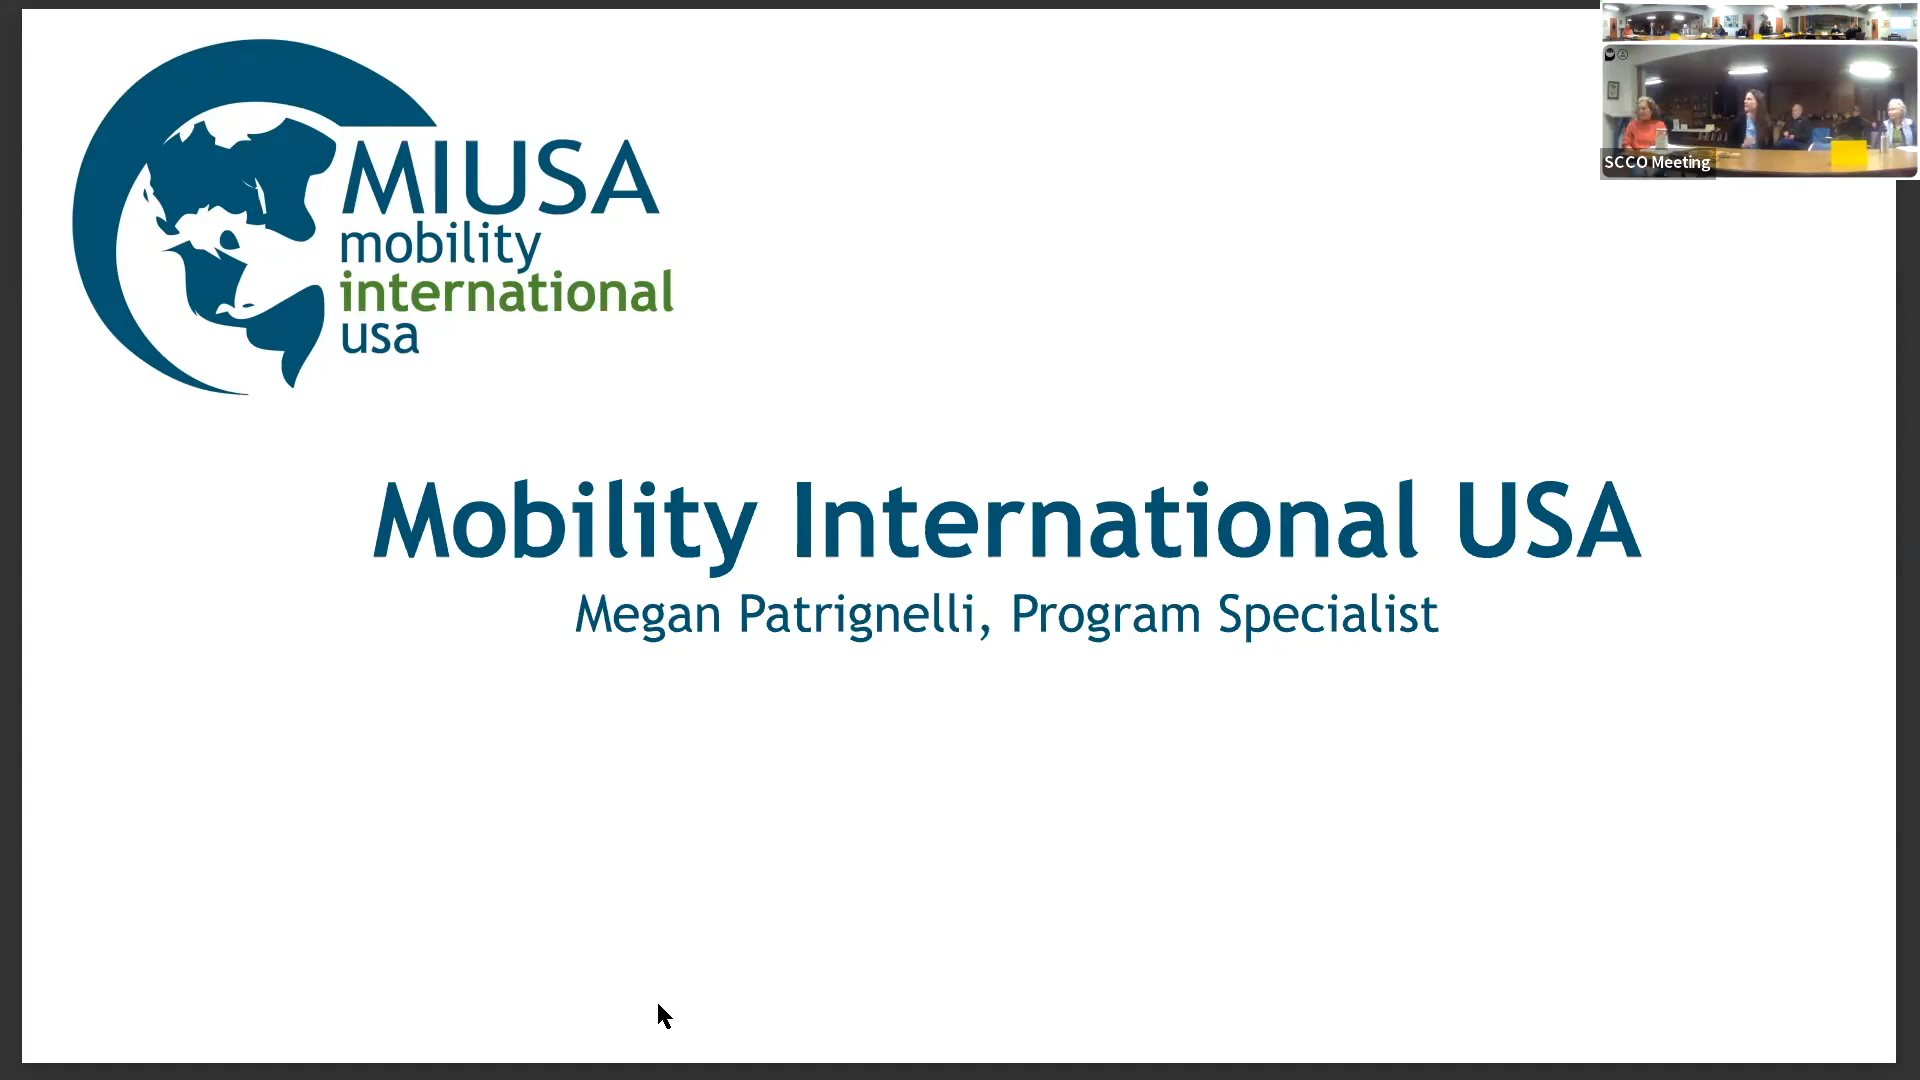 MIUSA
mobility
international
usa
SCCO Meeting
Mobility International USA
Megan Patrignelli, Program Specialist